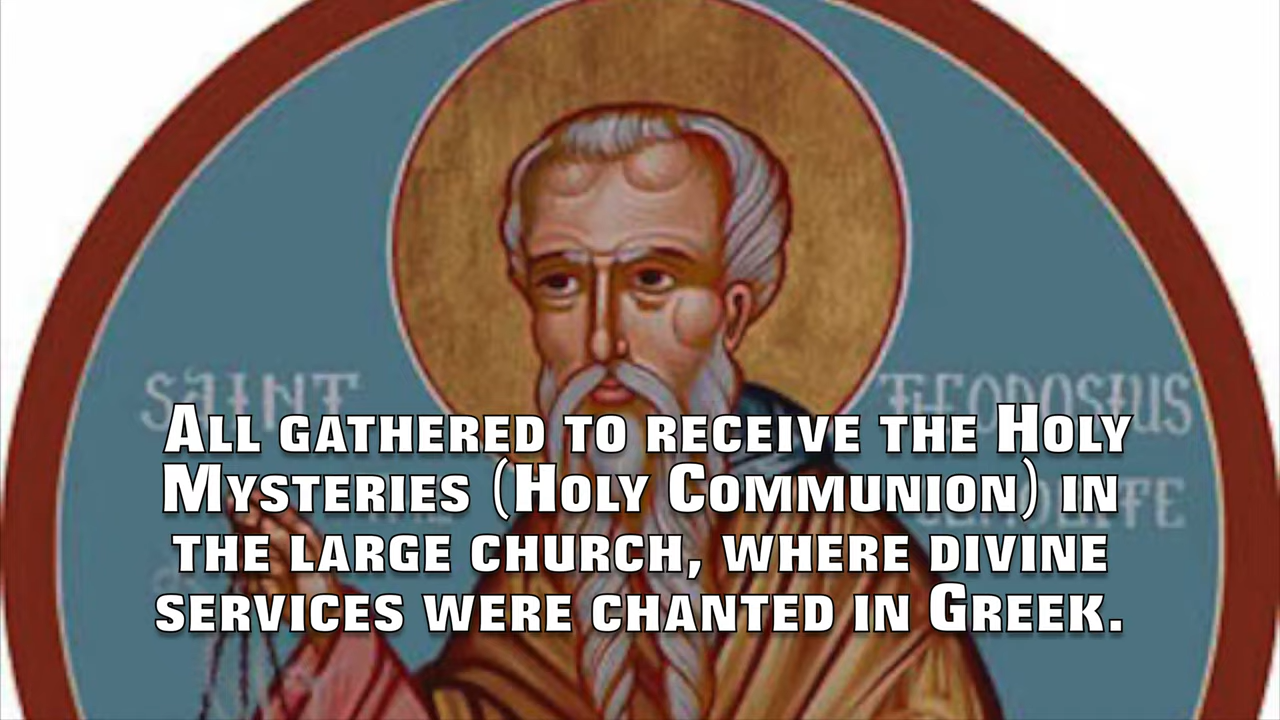 SAINT THEODOSIUS
All gathered to receive the Holy
Mysteries (Holy Communion) in
the large church, where divine
services were chanted in Greek.